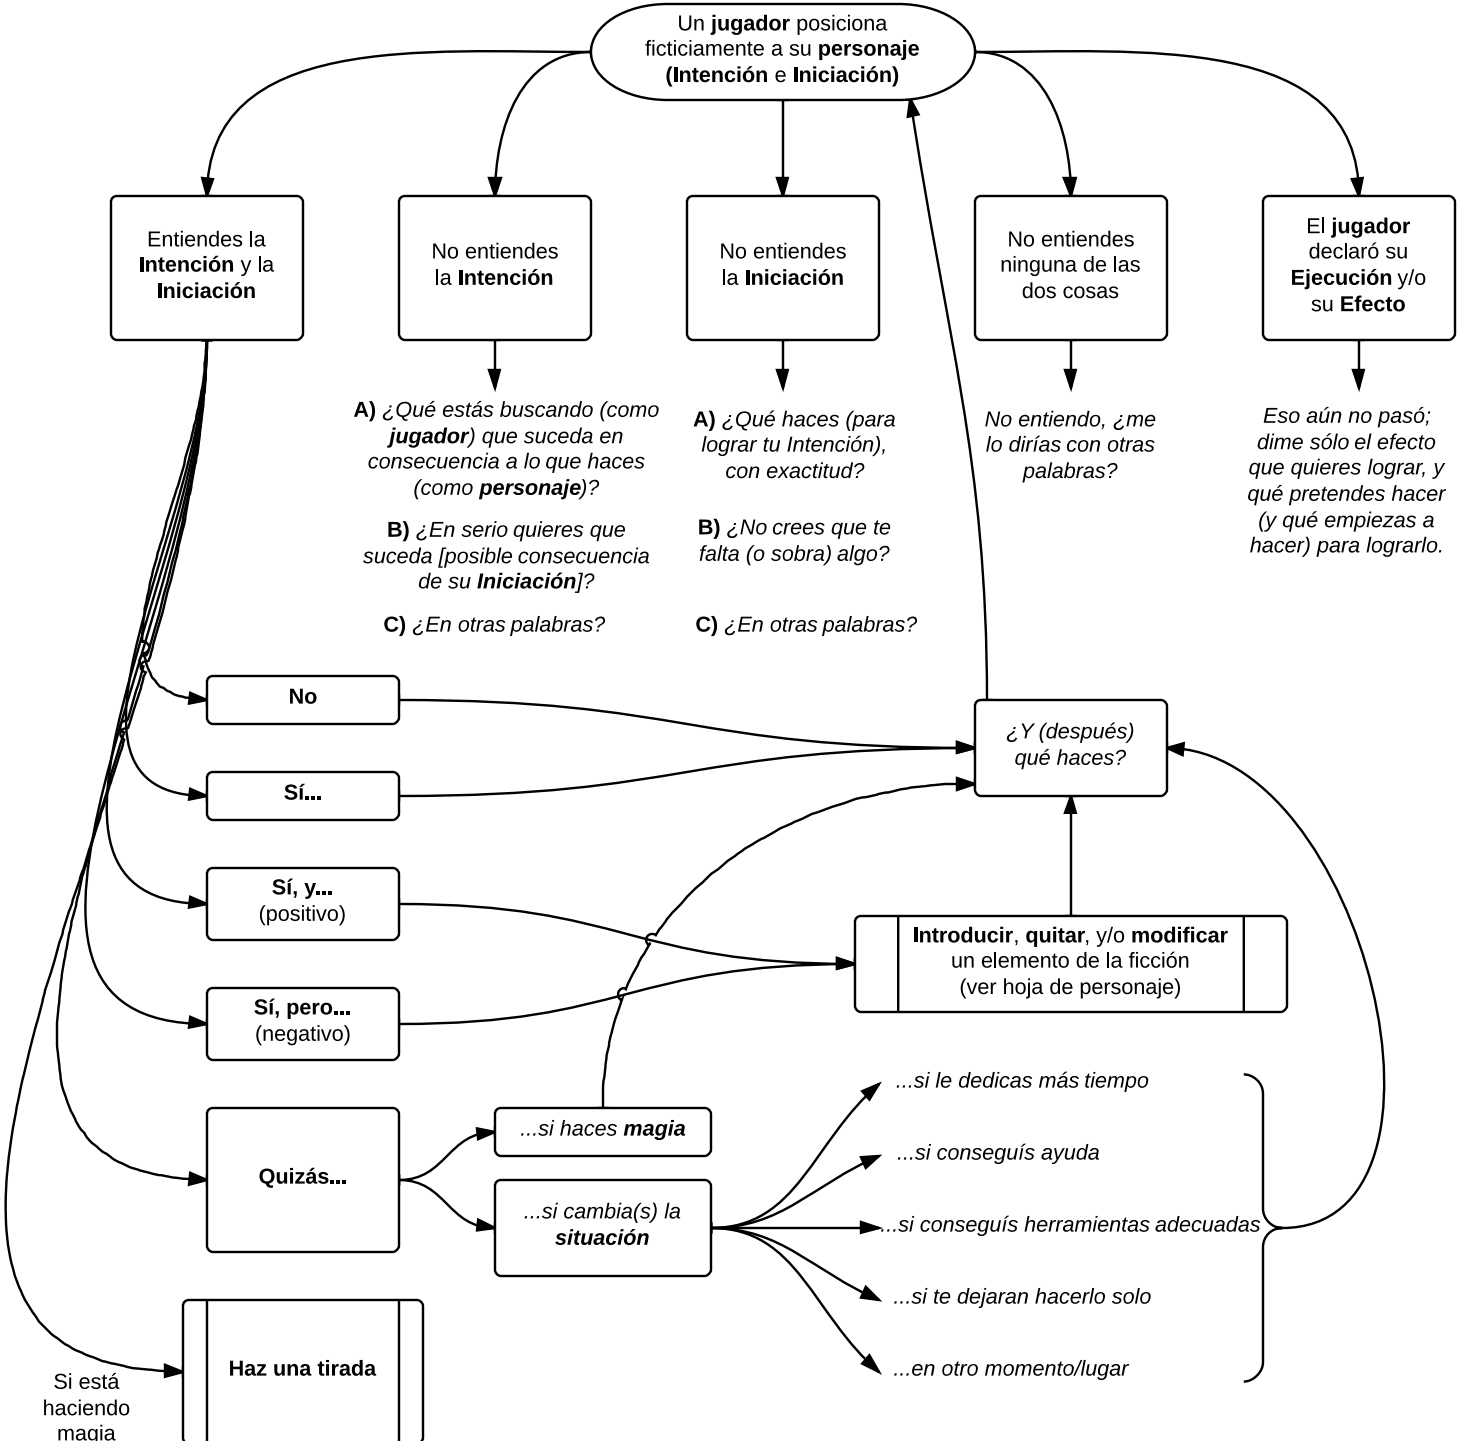 Un jugador posiciona
ficticiamente a su personaje
(Intención e Iniciación)
Entiendes la
Intención y la
Iniciación
No entiendes
la Intención
No entiendes
la Iniciación
No entiendes
ninguna de las
dos cosas
El jugador
declaró su
Ejecución y/o
su Efecto
A) ¿Qué estás buscando (como
jugador) que suceda en
consecuencia a lo que haces
(como personaje)?
B) ¿En serio quieres que
suceda [posible consecuencia
de su Iniciación]?
C) ¿En otras palabras?
A) ¿Qué haces (para
lograr tu Intención),
con exactitud?
B) ¿No crees que te
falta (o sobra) algo?
C) ¿En otras palabras?
No entiendo, ¿me
lo dirías con otras
palabras?
Eso aún no pasó;
dime sólo el efecto
que quieres lograr, y
qué pretendes hacer
(y qué empiezas a
hacer) para lograrlo.
No
Sí...
Sí, y...
(positivo)
Sí, pero...
(negativo)
Quizás...
Haz una tirada
Si está
haciendo
magia
¿Y (después)
qué haces?
Introducir, quitar, y/o modificar
un elemento de la ficción
(ver hoja de personaje)
...si haces magia
...si cambia(s) la
situación
...si le dedicas más tiempo
...si conseguís ayuda
...si conseguís herramientas adecuadas
...si te dejaran hacerlo solo
...en otro momento/lugar